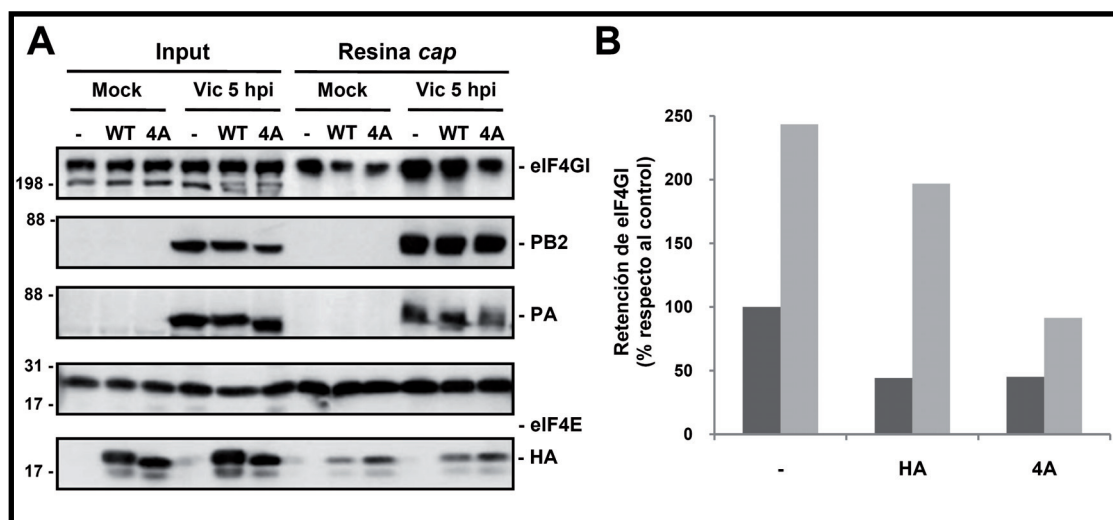 A
Input
Resina cap
Mock
Vic 5 hpi
Mock
Vic 5 hpi
- WT 4A - WT 4A - WT 4A - WT 4A
198 -
- eIF4GI
88 -
- PB2
88 -
- PA
31 -
17 -
- eIF4E
17 -
- HA
B
Retención de eIF4GI
(% respecto al control)
250
200
150
100
50
0
- HA 4A